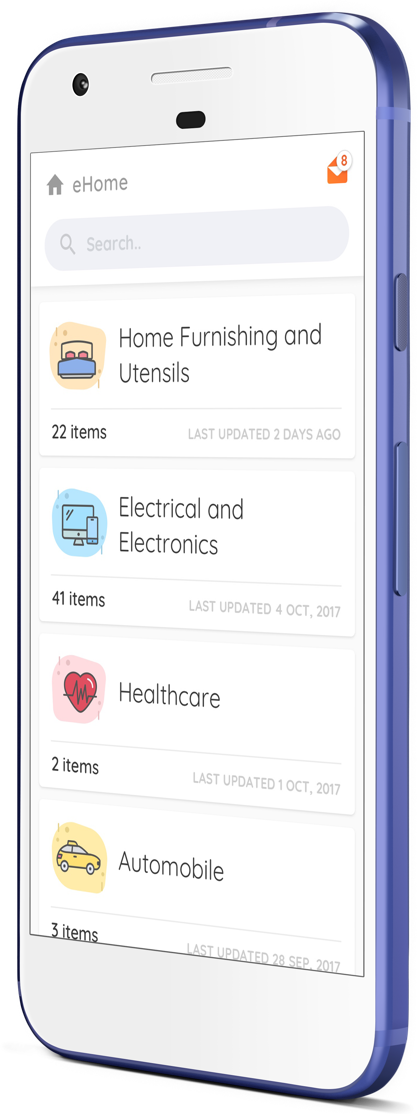 eHome
8
Search..
Home Furnishing and
Utensils
22 items
LAST UPDATED 2 DAYS AGO
Electrical and
Electronics
41 items
LAST UPDATED 4 OCT, 2017
Healthcare
2 items
LAST UPDATED 1 OCT, 2017
Automobile
3 items
LAST UPDATED 28 SEP, 2017